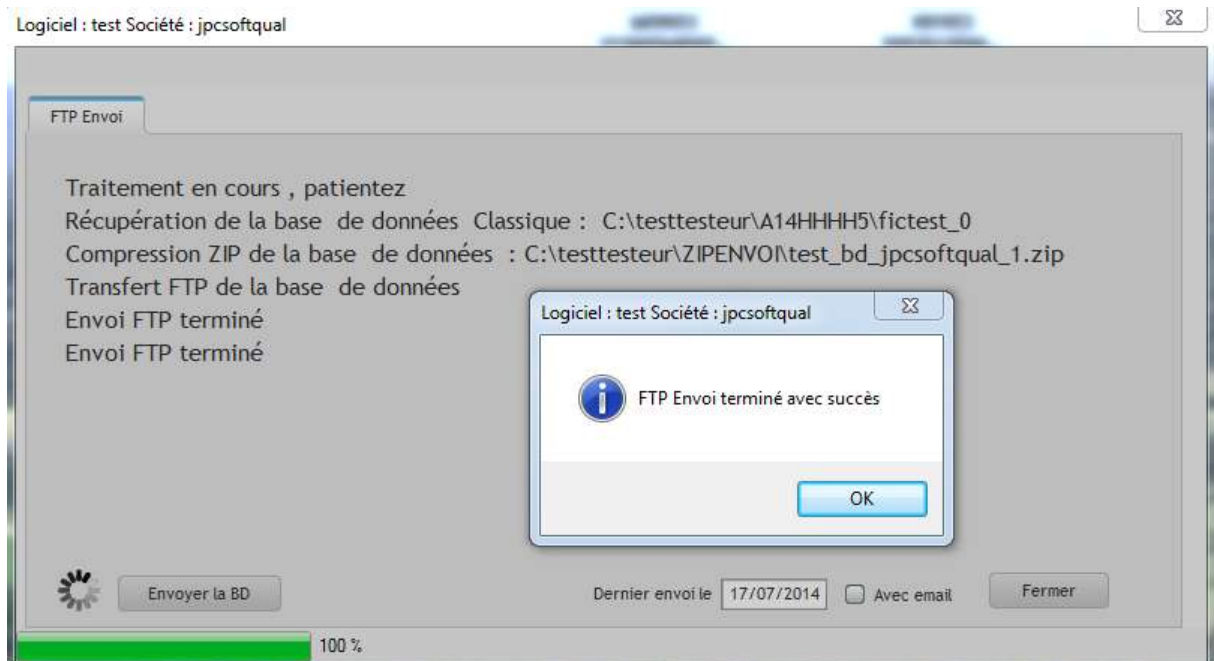 Logiciel : test Société : jpcsoftqual
FTP Envoi
Traitement en cours , patientez
Récupération de la base de données Classique : C:\testtesteur\A14HHHH5\fictest_0
Compression ZIP de la base de données : C:\testtesteur\ZIPENVOI\test_bd_jpcsoftqual_1.zip
Transfert FTP de la base de données
Envoi FTP terminé
Envoi FTP terminé
Logiciel : test Société : jpcsoftqual
FTP Envoi terminé avec succès
OK
Envoyer la BD
Dernier envoi le 17/07/2014 Avec email
Fermer
100 %